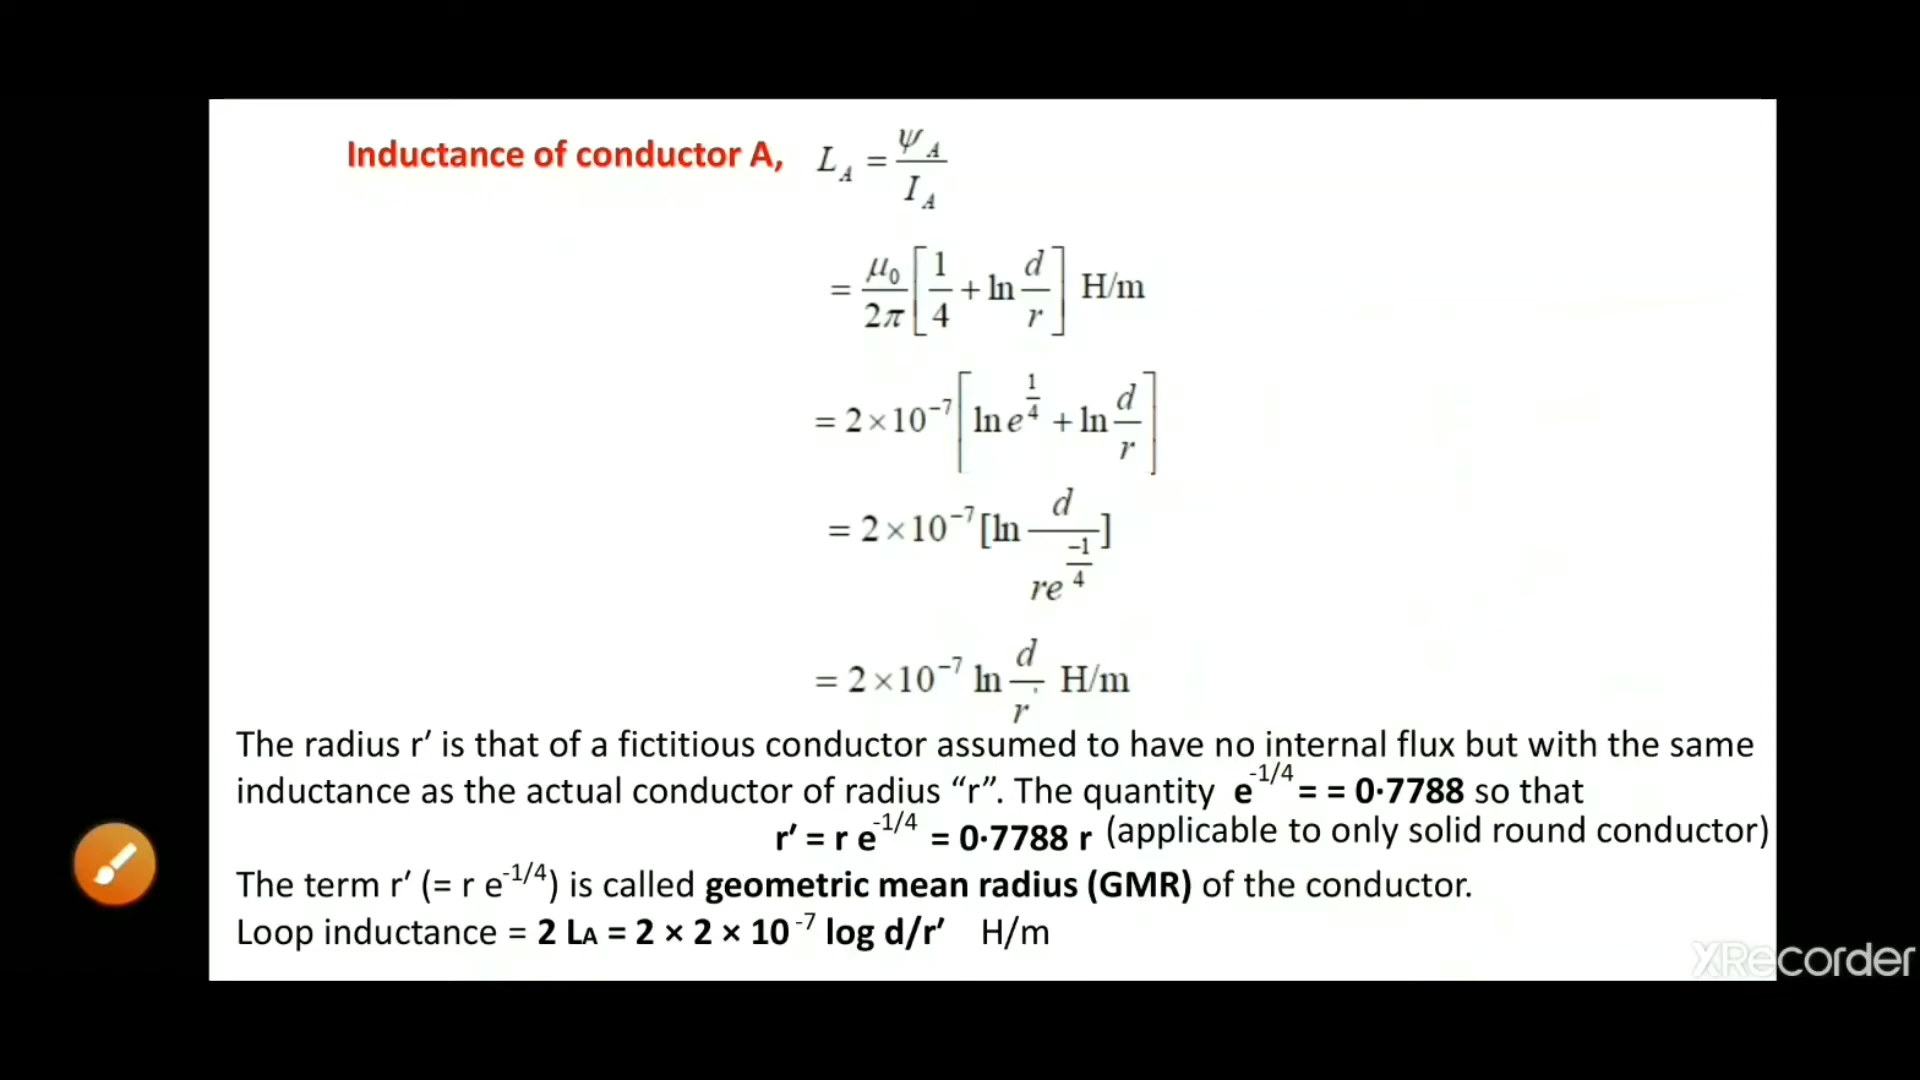 Inductance of conductor A, L_A = ψ_A / I_A
= μ₀/2π [1/4 + ln d/r] H/m
= 2×10⁻⁷ [ln e^(1/4) + ln d/r]
= 2×10⁻⁷ [ln d / re^(-1/4)]
= 2×10⁻⁷ ln d/r' H/m
The radius r′ is that of a fictitious conductor assumed to have no internal flux but with the same
inductance as the actual conductor of radius “r”. The quantity e^-1/4 = = 0·7788 so that
r′ = r e^-1/4 = 0·7788 r (applicable to only solid round conductor)
The term r′ (= r e^-1/4) is called geometric mean radius (GMR) of the conductor.
Loop inductance = 2 LA = 2 × 2 × 10^-7 log d/r′ H/m
XRecorder